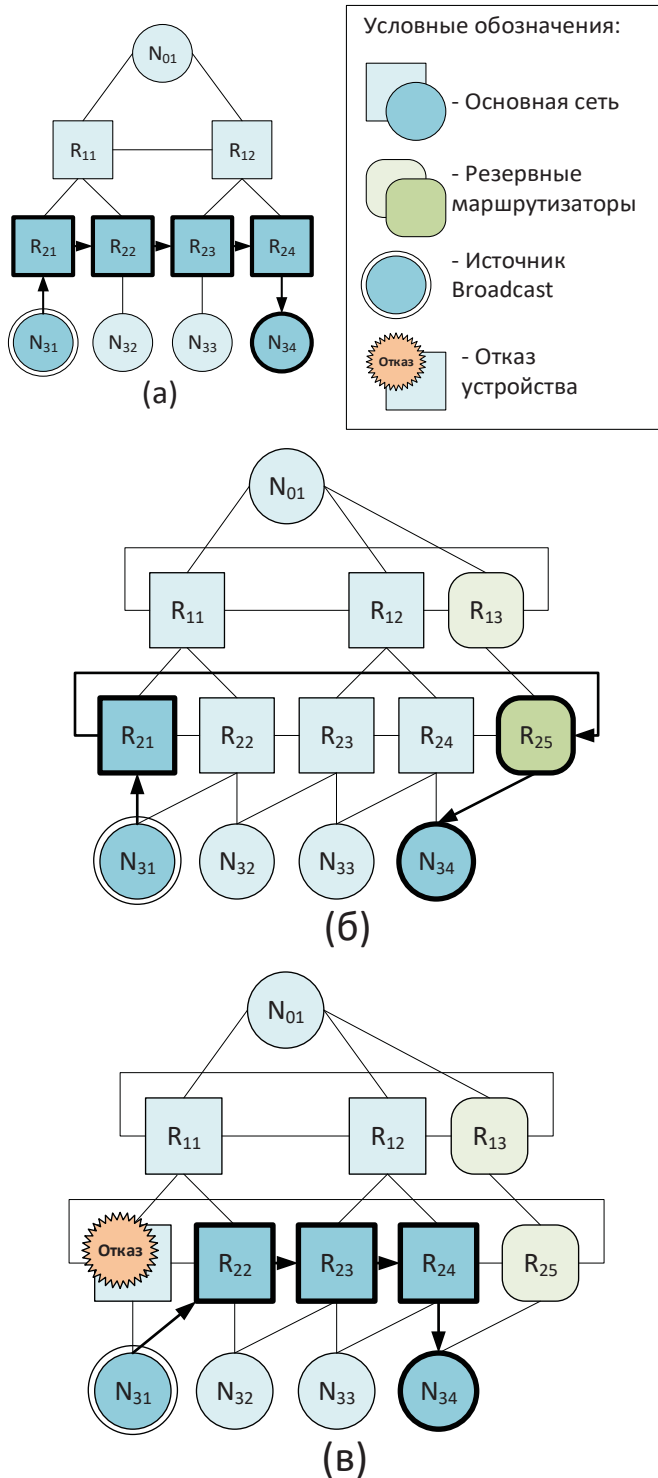 Условные обозначения:
- Основная сеть
- Резервные
маршрутизаторы
- Источник
Broadcast
Отказ
- Отказ
устройства
N01
R11 R12
R21 R22 R23 R24
N31 N32 N33 N34
(а)
N01
R11 R12 R13
R21 R22 R23 R24 R25
N31 N32 N33 N34
(б)
N01
R11 R12 R13
Отказ R22 R23 R24 R25
N31 N32 N33 N34
(в)